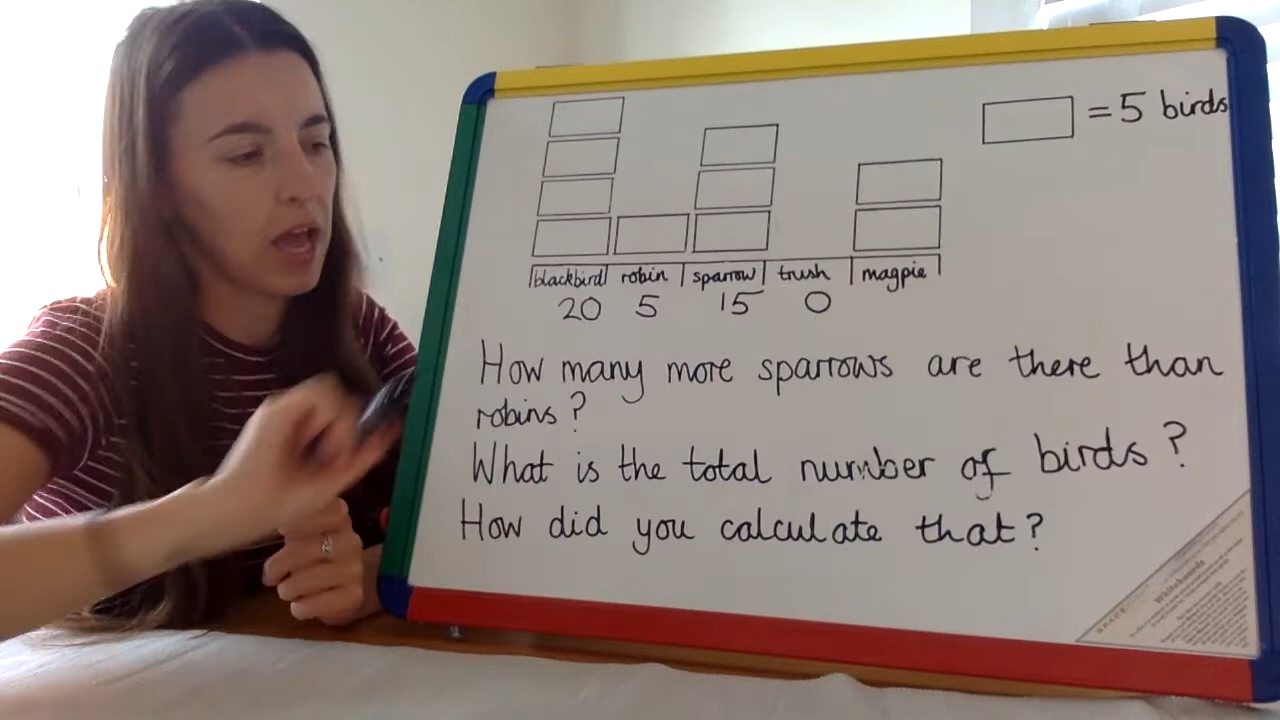 = 5 birds
blackbird robin sparrow trush magpie
20 5 15 0
How many more sparrows are there than
robins?
What is the total number of birds?
How did you calculate that?
Whiteboards